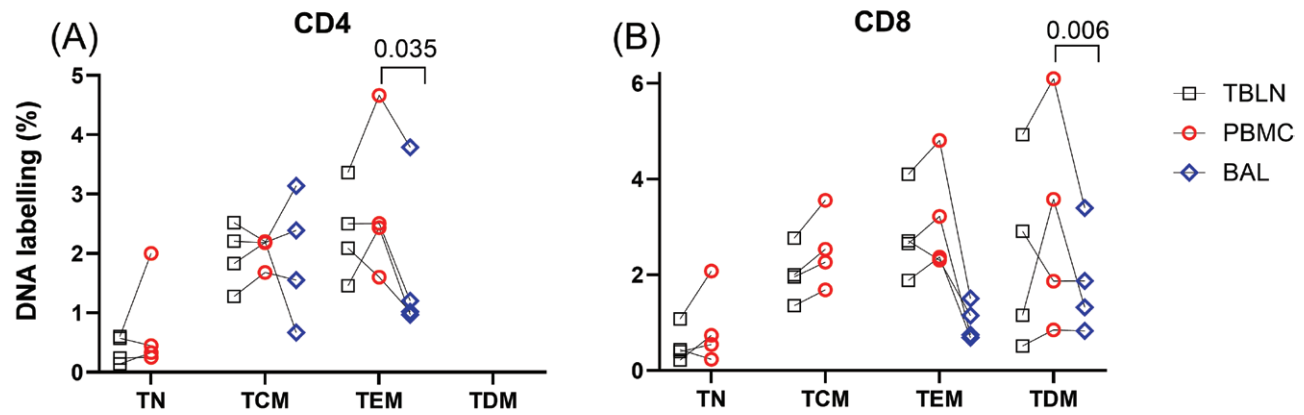 (A)
CD4
0.035
DNA labelling (%)
5
4
3
2
1
0
TN TCM TEM TDM
(B)
CD8
0.006
6
4
2
0
TN TCM TEM TDM
TBLN
PBMC
BAL